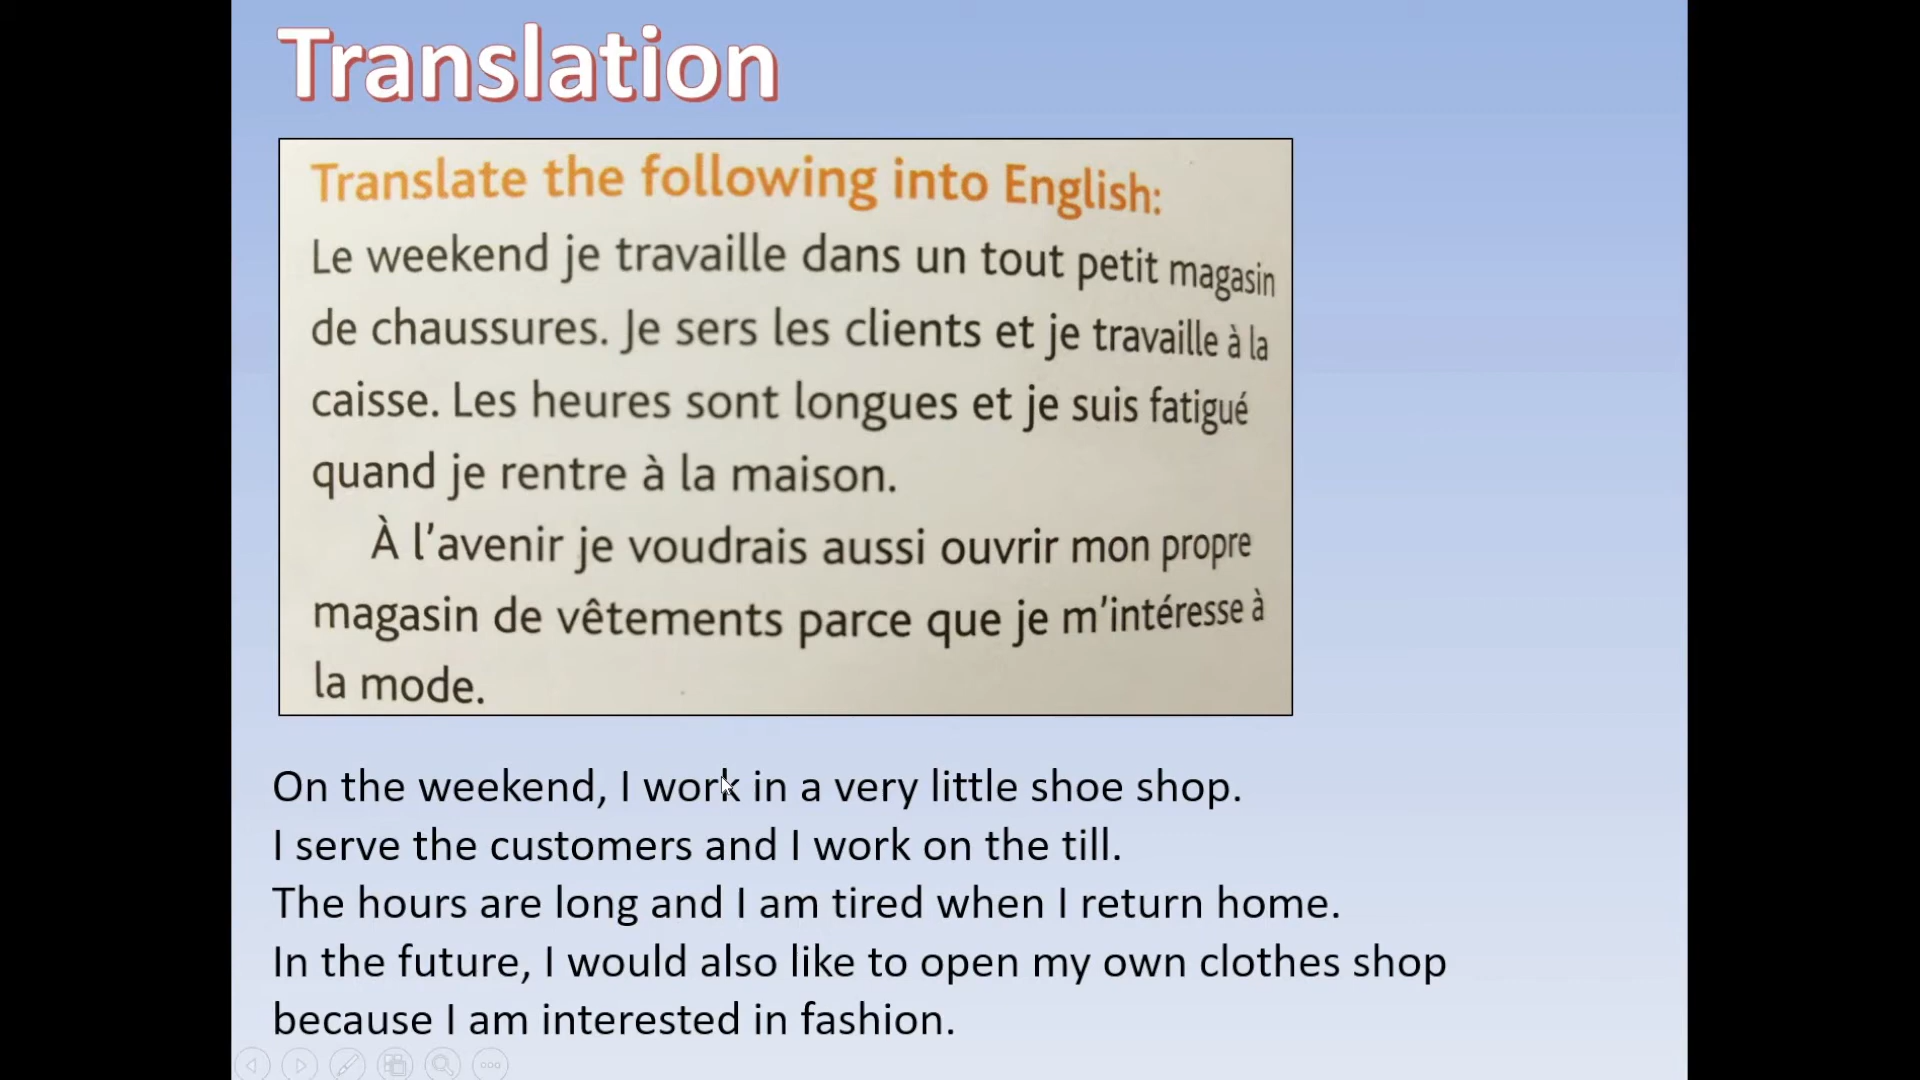 Translation
Translate the following into English:
Le weekend je travaille dans un tout petit magasin
de chaussures. Je sers les clients et je travaille à la
caisse. Les heures sont longues et je suis fatigué
quand je rentre à la maison.
À l’avenir je voudrais aussi ouvrir mon propre
magasin de vêtements parce que je m’intéresse à
la mode.
On the weekend, I work in a very little shoe shop.
I serve the customers and I work on the till.
The hours are long and I am tired when I return home.
In the future, I would also like to open my own clothes shop
because I am interested in fashion.